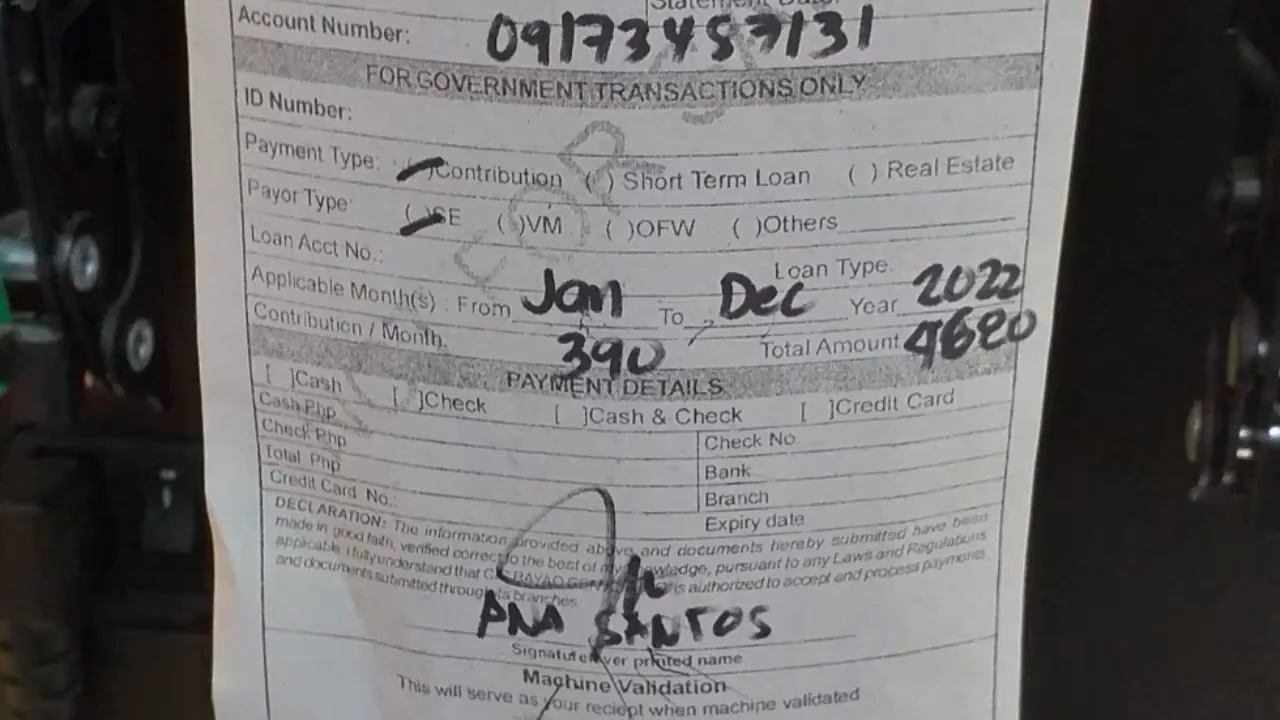 Statement Date:
Account Number: 09173457131
FOR GOVERNMENT TRANSACTIONS ONLY
ID Number:
Payment Type: ( )Contribution ( ) Short Term Loan ( ) Real Estate
Payor Type: ( )SE ( )VM ( )OFW ( )Others
Loan Acct No.: Loan Type.
Applicable Month(s). From Jan To Dec Year 2022
Contribution / Month. 390 Total Amount 4680
PAYMENT DETAILS
[ ]Cash [ ]Check [ ]Cash & Check [ ]Credit Card
Cash Php Check No
Check Php Bank
Total Php Branch
Credit Card No.: Expiry date
DECLARATION: The information provided above and documents hereby submitted have been
made in good faith, verified correct to the best of my knowledge, pursuant to any Laws and Regulations
applicable. I fully understand that is authorized to accept and process payments
and documents submitted through its branches.
ANA SANTOS
Signature over printed name
Machine Validation
This will serve as your reciept when machine validated